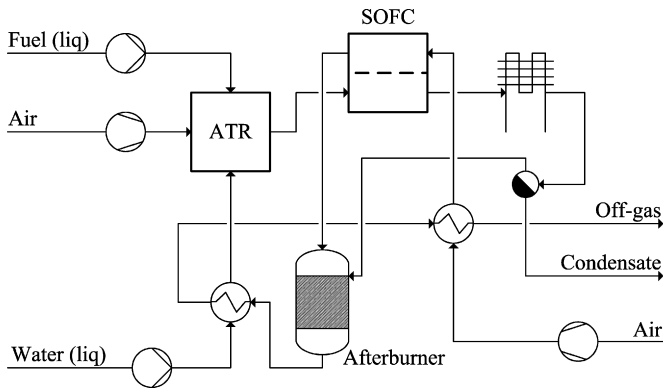 SOFC
Fuel (liq)
Air
ATR
Off-gas
Condensate
Air
Water (liq)
Afterburner